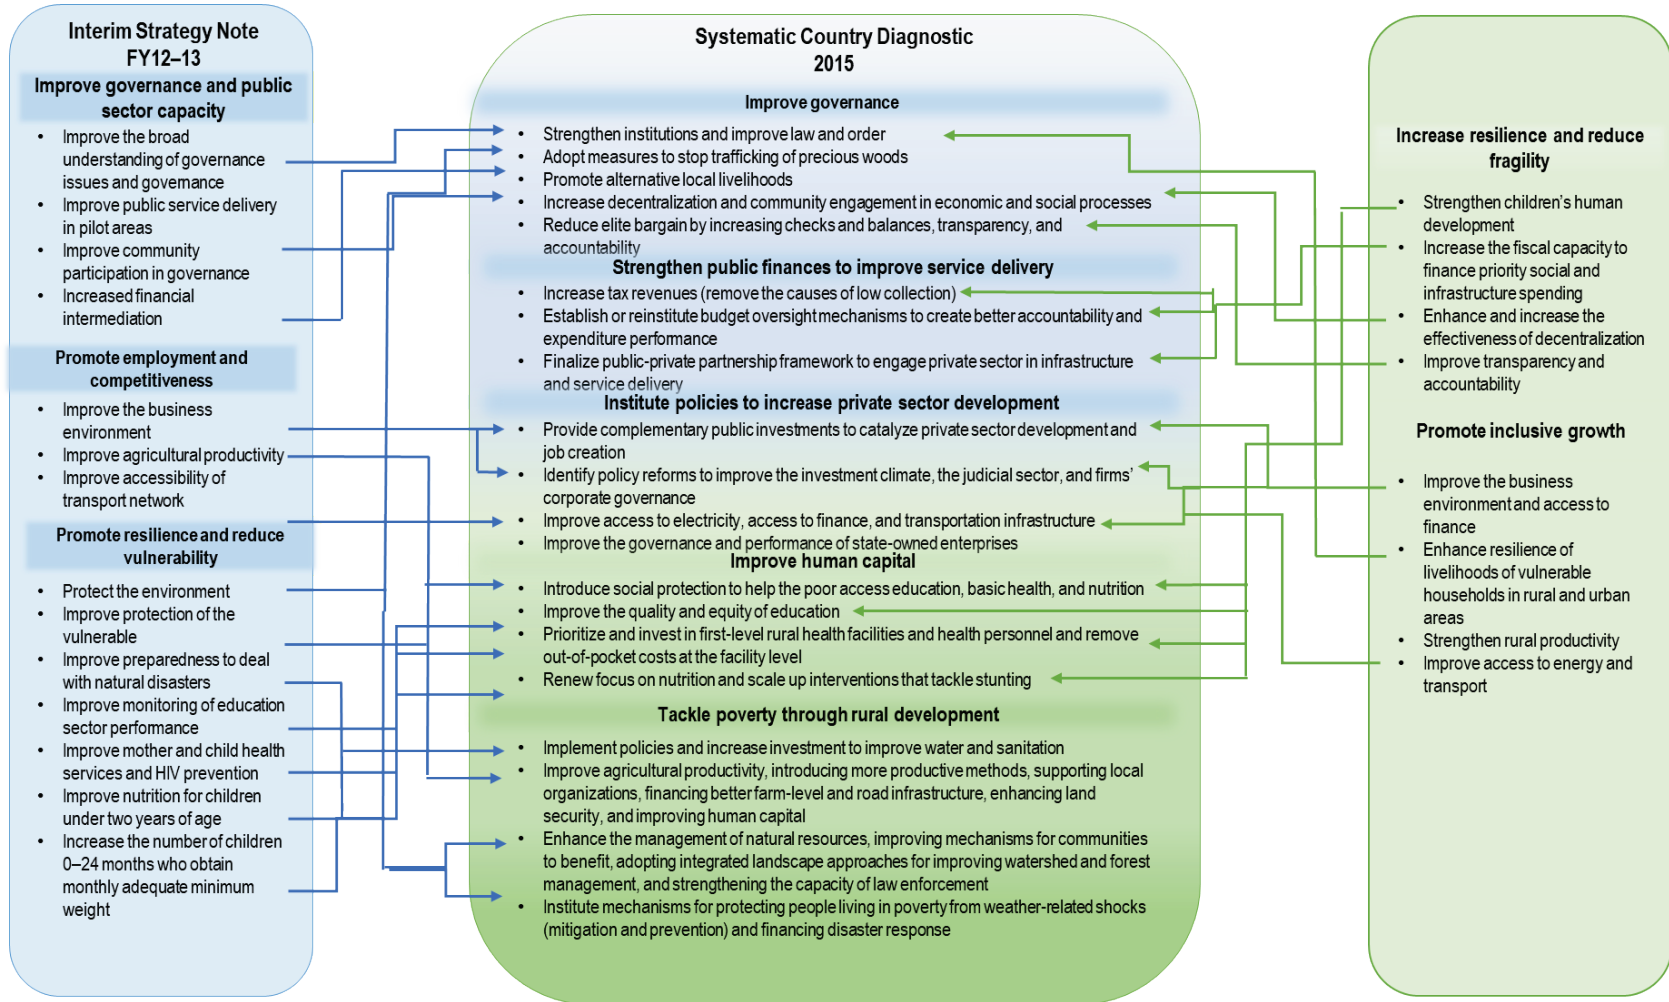 Interim Strategy Note
FY12–13
Improve governance and public
sector capacity
• Improve the broad
understanding of governance
issues and governance
• Improve public service delivery
in pilot areas
• Improve community
participation in governance
• Increased financial
intermediation
Promote employment and
competitiveness
• Improve the business
environment
• Improve agricultural productivity
• Improve accessibility of
transport network
Promote resilience and reduce
vulnerability
• Protect the environment
• Improve protection of the
vulnerable
• Improve preparedness to deal
with natural disasters
• Improve monitoring of education
sector performance
• Improve mother and child health
services and HIV prevention
• Improve nutrition for children
under two years of age
• Increase the number of children
0–24 months who obtain
monthly adequate minimum
weight
Systematic Country Diagnostic
2015
Improve governance
• Strengthen institutions and improve law and order
• Adopt measures to stop trafficking of precious woods
• Promote alternative local livelihoods
• Increase decentralization and community engagement in economic and social processes
• Reduce elite bargain by increasing checks and balances, transparency, and
accountability
Strengthen public finances to improve service delivery
• Increase tax revenues (remove the causes of low collection)
• Establish or reinstitute budget oversight mechanisms to create better accountability and
expenditure performance
• Finalize public-private partnership framework to engage private sector in infrastructure
and service delivery
Institute policies to increase private sector development
• Provide complementary public investments to catalyze private sector development and
job creation
• Identify policy reforms to improve the investment climate, the judicial sector, and firms’
corporate governance
• Improve access to electricity, access to finance, and transportation infrastructure
• Improve the governance and performance of state-owned enterprises
Improve human capital
• Introduce social protection to help the poor access education, basic health, and nutrition
• Improve the quality and equity of education
• Prioritize and invest in first-level rural health facilities and health personnel and remove
out-of-pocket costs at the facility level
• Renew focus on nutrition and scale up interventions that tackle stunting
Tackle poverty through rural development
• Implement policies and increase investment to improve water and sanitation
• Improve agricultural productivity, introducing more productive methods, supporting local
organizations, financing better farm-level and road infrastructure, enhancing land
security, and improving human capital
• Enhance the management of natural resources, improving mechanisms for communities
to benefit, adopting integrated landscape approaches for improving watershed and forest
management, and strengthening the capacity of law enforcement
• Institute mechanisms for protecting people living in poverty from weather-related shocks
(mitigation and prevention) and financing disaster response
Increase resilience and reduce
fragility
• Strengthen children’s human
development
• Increase the fiscal capacity to
finance priority social and
infrastructure spending
• Enhance and increase the
effectiveness of decentralization
• Improve transparency and
accountability
Promote inclusive growth
• Improve the business
environment and access to
finance
• Enhance resilience of
livelihoods of vulnerable
households in rural and urban
areas
• Strengthen rural productivity
• Improve access to energy and
transport